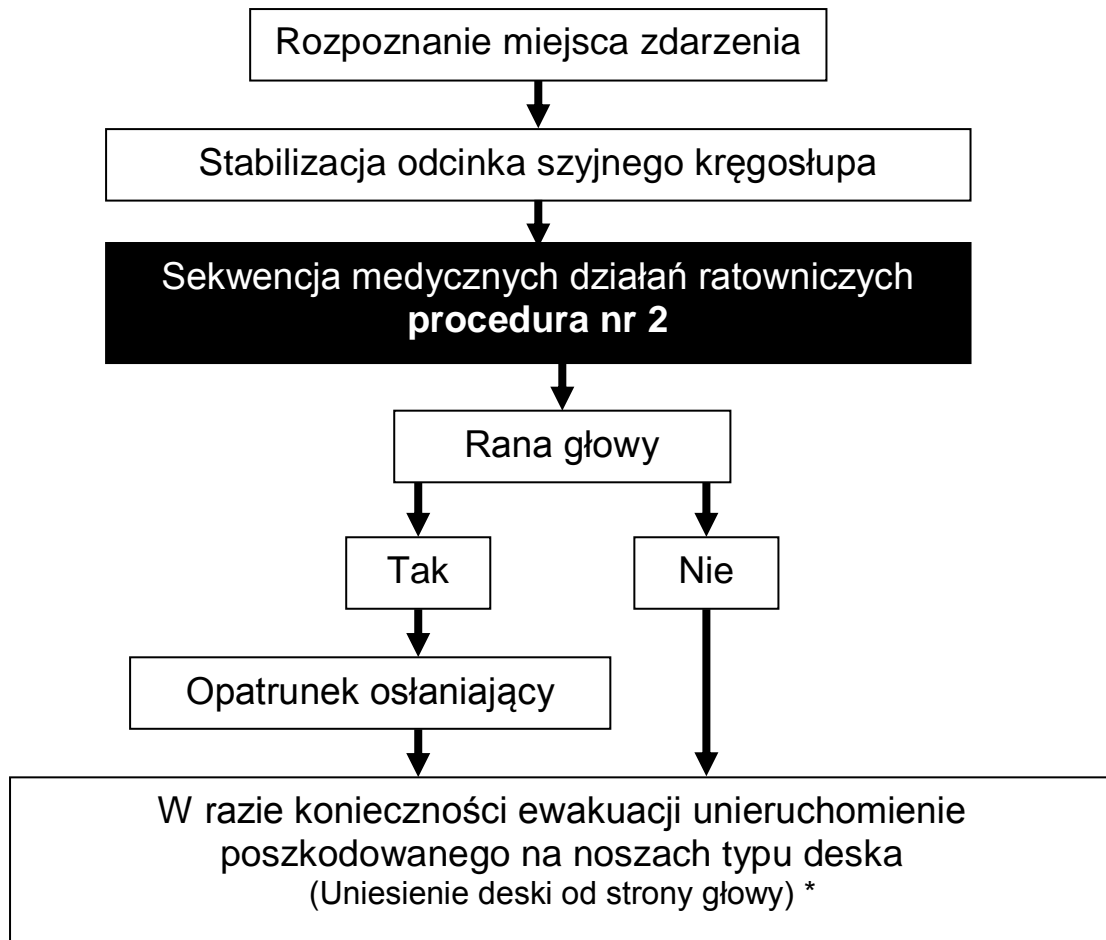 Rozpoznanie miejsca zdarzenia
Stabilizacja odcinka szyjnego kręgosłupa
Sekwencja medycznych działań ratowniczych
procedura nr 2
Rana głowy
Tak
Nie
Opatrunek osłaniający
W razie konieczności ewakuacji unieruchomienie
poszkodowanego na noszach typu deska
(Uniesienie deski od strony głowy) *